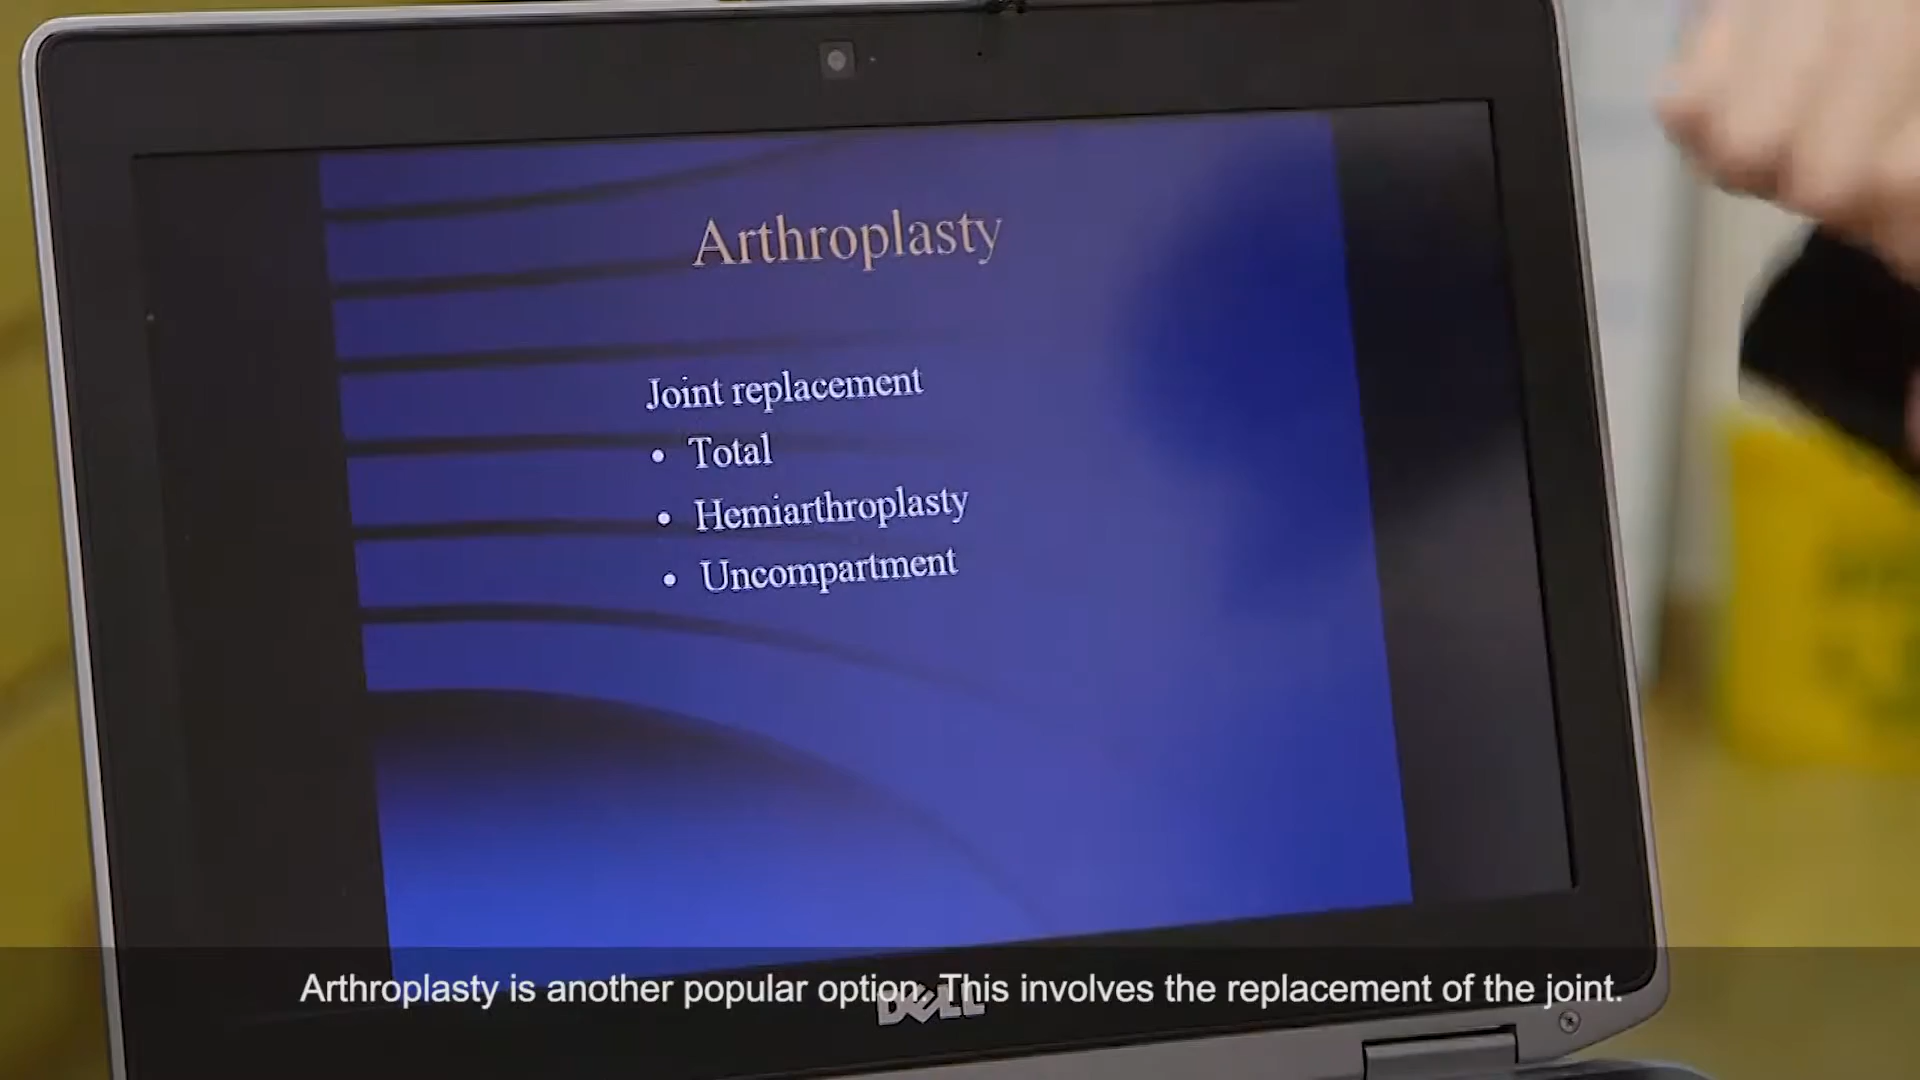 Arthroplasty
Joint replacement
• Total
• Hemiarthroplasty
• Uncompartment
Arthroplasty is another popular option. This involves the replacement of the joint.
DELL